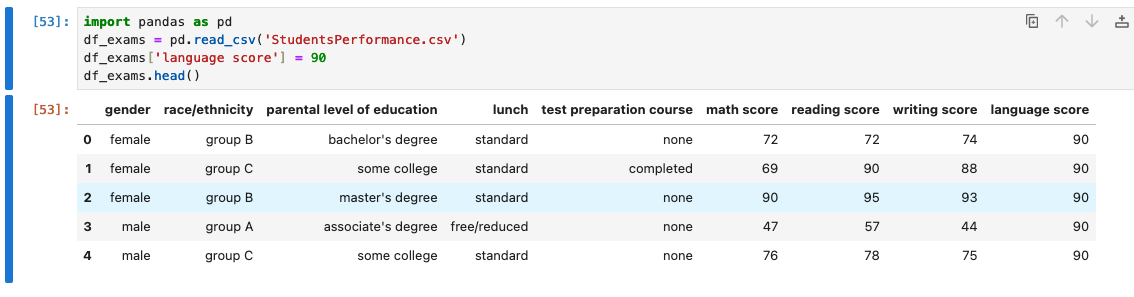 [53]: import pandas as pd
df_exams = pd.read_csv('StudentsPerformance.csv')
df_exams['language score'] = 90
df_exams.head()
[53]: gender race/ethnicity parental level of education lunch test preparation course math score reading score writing score language score
0 female group B bachelor's degree standard none 72 72 74 90
1 female group C some college standard completed 69 90 88 90
2 female group B master's degree standard none 90 95 93 90
3 male group A associate's degree free/reduced none 47 57 44 90
4 male group C some college standard none 76 78 75 90